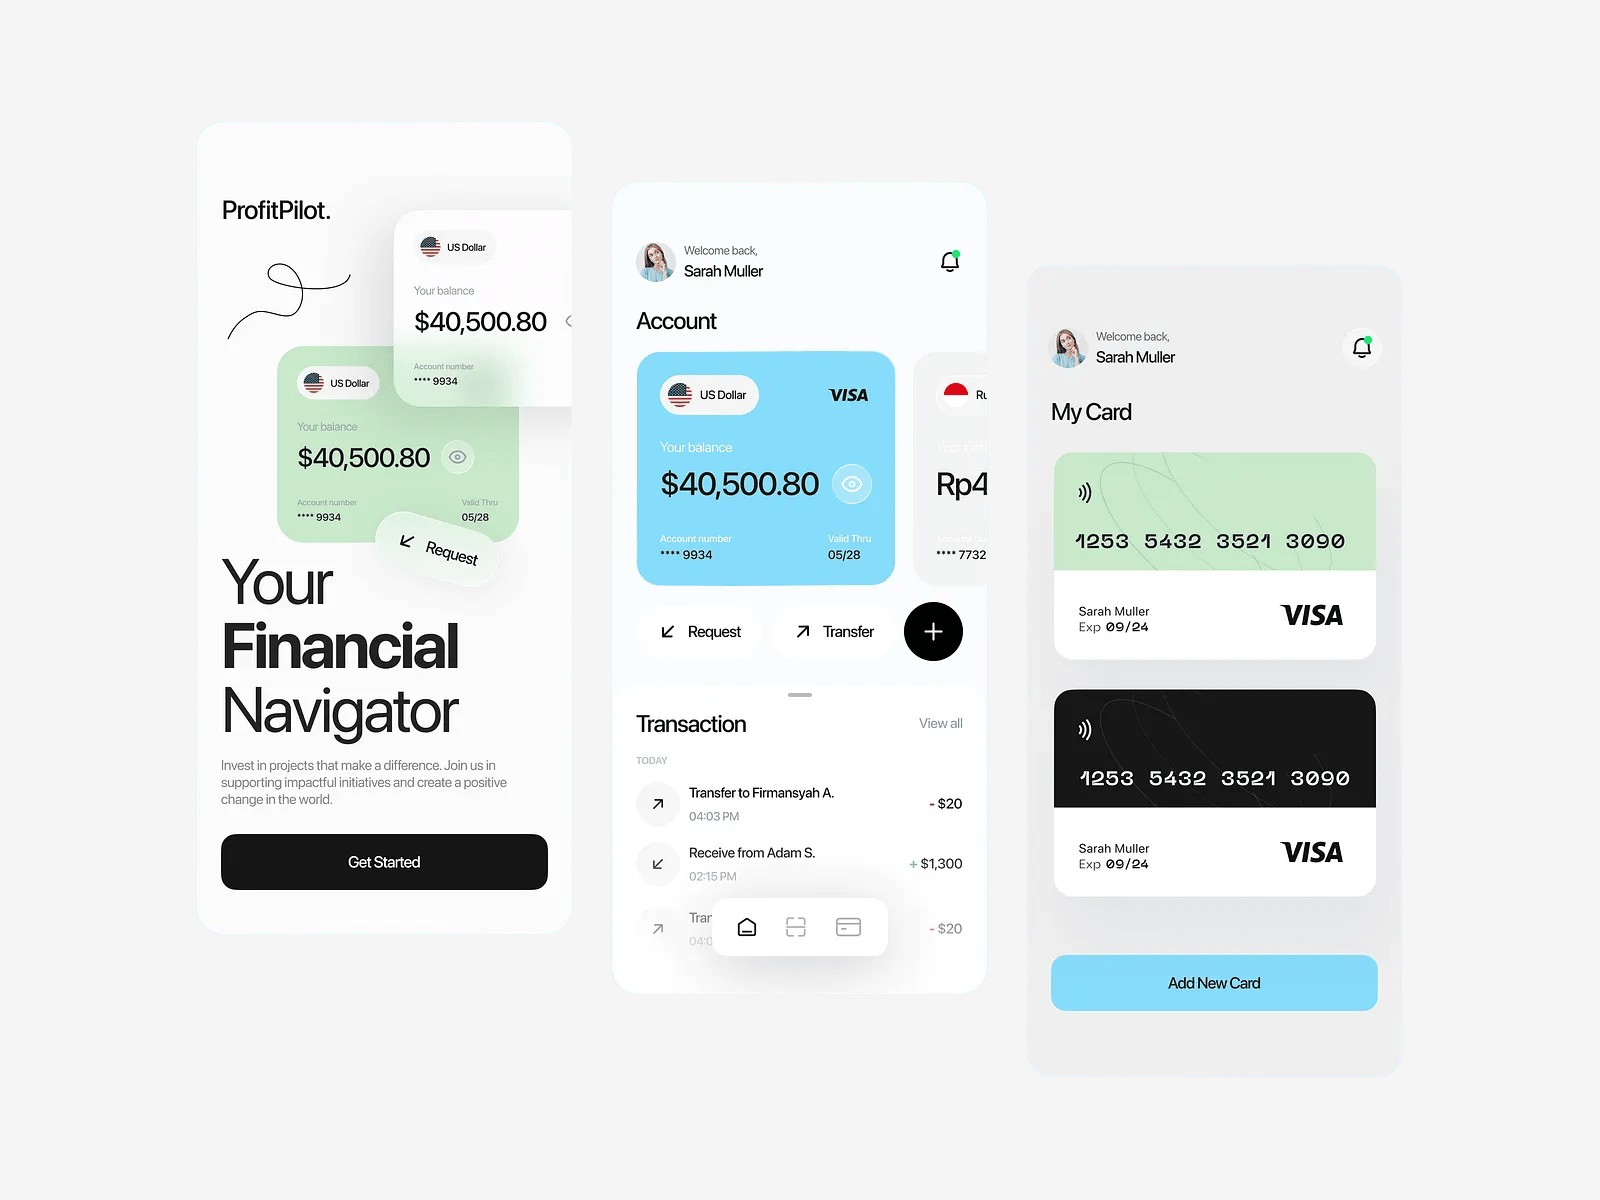 ProfitPilot.
US Dollar
Your balance
$40,500.80
Account number
**** 9934
US Dollar
Your balance
$40,500.80
Account number
Valid Thru
**** 9934
05/28
Request
Your
Financial
Navigator
Invest in projects that make a difference. Join us in
supporting impactful initiatives and create a positive
change in the world.
Get Started
Welcome back,
Sarah Muller
Account
US Dollar
VISA
Your balance
$40,500.80
Account number
Valid Thru
**** 9934
05/28
Ru
Your
Rp4
**** 7732
Request
Transfer
Transaction
View all
TODAY
Transfer to Firmansyah A.
04:03 PM
- $20
Receive from Adam S.
02:15 PM
+ $1,300
Tran
04:0
- $20
Welcome back,
Sarah Muller
My Card
1253 5432 3521 3090
Sarah Muller
Exp 09/24
VISA
1253 5432 3521 3090
Sarah Muller
Exp 09/24
VISA
Add New Card